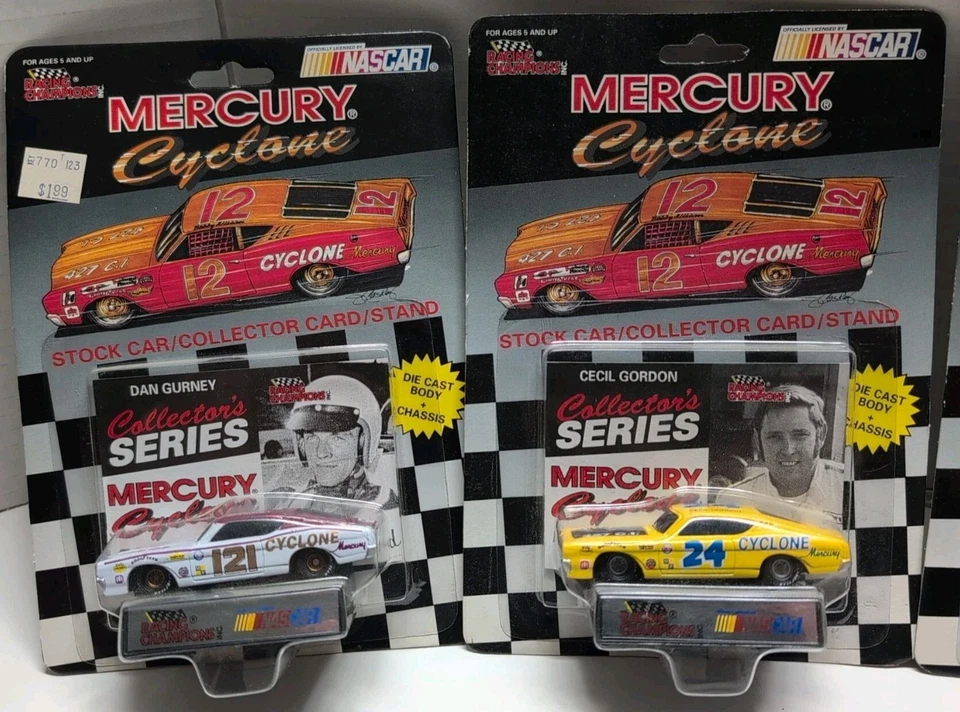 FOR AGES 5 AND UP
RACING CHAMPIONS INC.
OFFICIALLY LICENSED BY
NASCAR®
MERCURY®
Cyclone
$1.99
12
12
427 C.I.
12
CYCLONE
Mercury
STOCK CAR/COLLECTOR CARD/STAND
DIE CAST
BODY
+
CHASSIS
DAN GURNEY
RACING CHAMPIONS
Collector's
SERIES
MERCURY
Cyclone
121
CYCLONE
Mercury
RACING CHAMPIONS INC.
NASCAR
FOR AGES 5 AND UP
RACING CHAMPIONS INC.
OFFICIALLY LICENSED BY
NASCAR®
MERCURY®
Cyclone
12
12
427 C.I.
12
CYCLONE
Mercury
STOCK CAR/COLLECTOR CARD/STAND
DIE CAST
BODY
+
CHASSIS
CECIL GORDON
RACING CHAMPIONS
Collector's
SERIES
MERCURY
Cyclone
24
CYCLONE
Mercury
RACING CHAMPIONS INC.
NASCAR